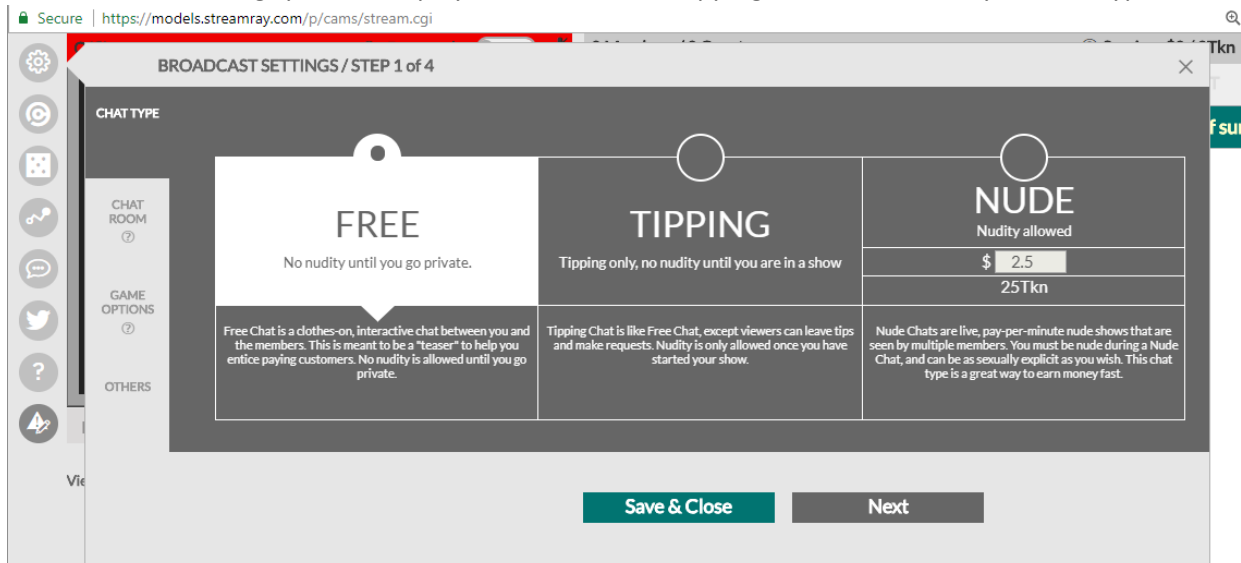 Secure | https://models.streamray.com/p/cams/stream.cgi
Tkn
BROADCAST SETTINGS / STEP 1 of 4
CHAT TYPE
f su
CHAT
ROOM
?
GAME
OPTIONS
?
OTHERS
FREE
No nudity until you go private.
Free Chat is a clothes-on, interactive chat between you and
the members. This is meant to be a "teaser" to help you
entice paying customers. No nudity is allowed until you go
private.
TIPPING
Tipping only, no nudity until you are in a show
Tipping Chat is like Free Chat, except viewers can leave tips
and make requests. Nudity is only allowed once you have
started your show.
NUDE
Nudity allowed
$ 2.5
25Tkn
Nude Chats are live, pay-per-minute nude shows that are
seen by multiple members. You must be nude during a Nude
Chat, and can be as sexually explicit as you wish. This chat
type is a great way to earn money fast.
Vie
Save & Close
Next